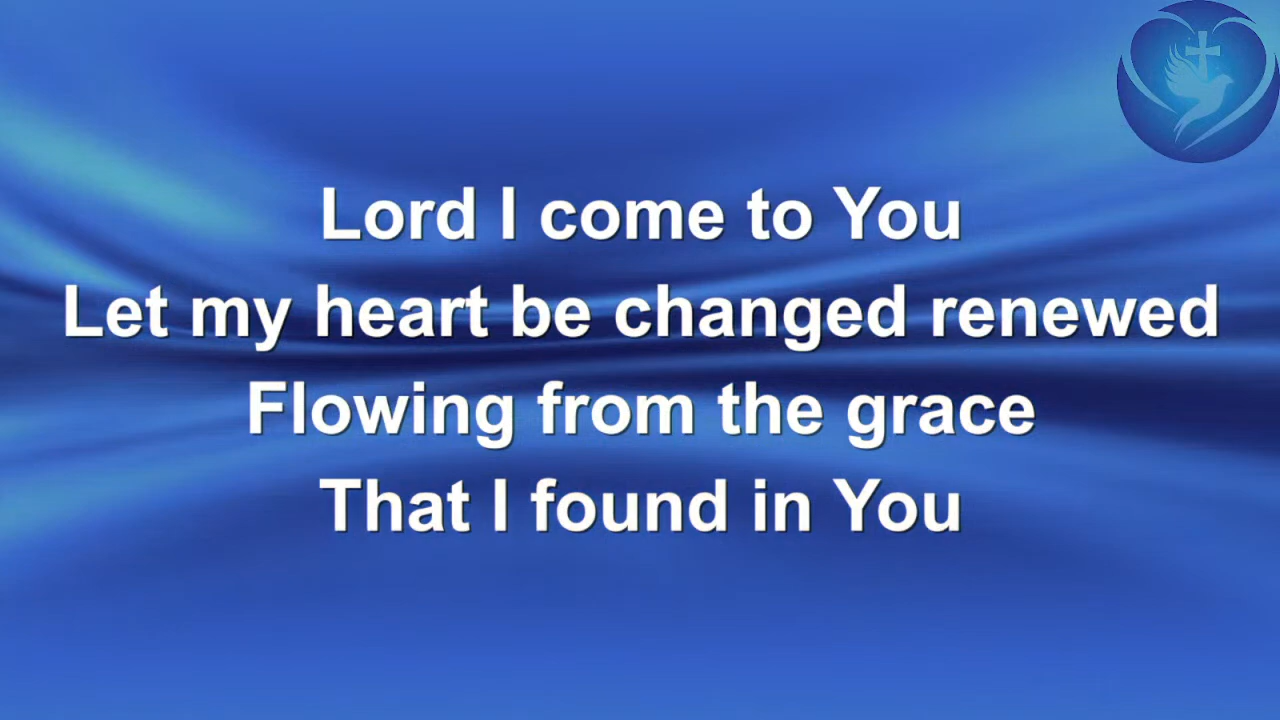 Lord I come to You
Let my heart be changed renewed
Flowing from the grace
That I found in You